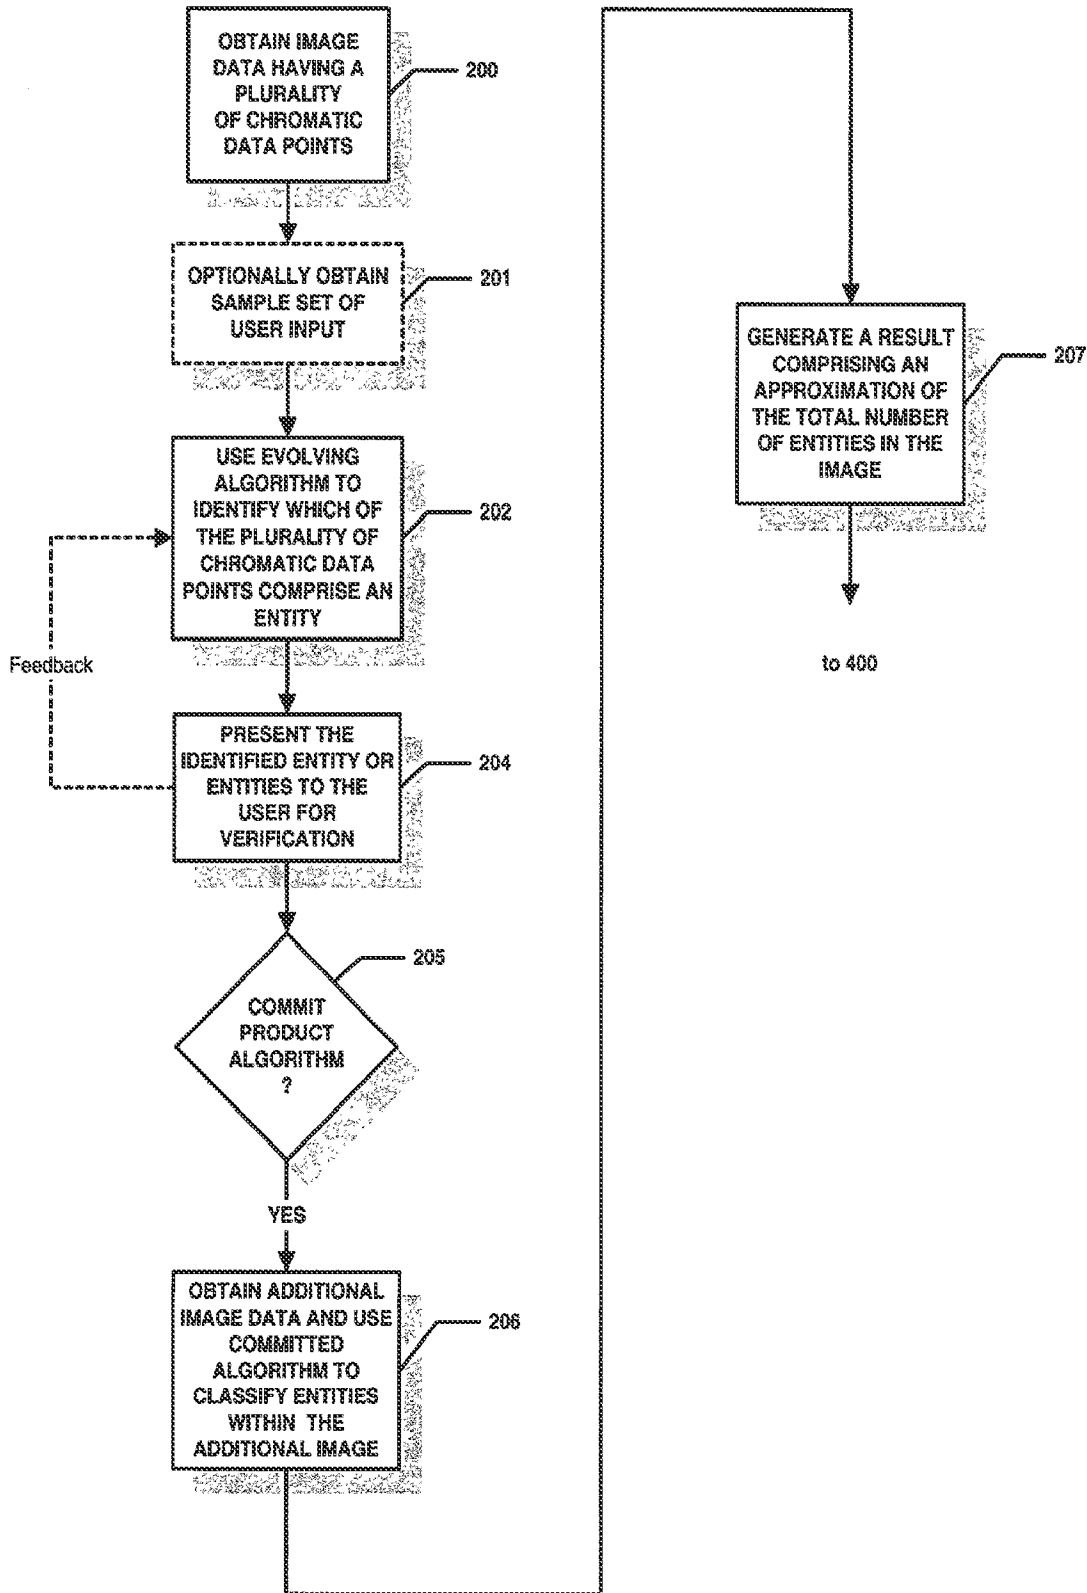 OBTAIN IMAGE
DATA HAVING A
PLURALITY
OF CHROMATIC
DATA POINTS
200
OPTIONALLY OBTAIN
SAMPLE SET OF
USER INPUT
201
USE EVOLVING
ALGORITHM TO
IDENTIFY WHICH OF
THE PLURALITY OF
CHROMATIC DATA
POINTS COMPRISE AN
ENTITY
202
Feedback
PRESENT THE
IDENTIFIED ENTITY OR
ENTITIES TO THE
USER FOR
VERIFICATION
204
COMMIT
PRODUCT
ALGORITHM
?
205
YES
OBTAIN ADDITIONAL
IMAGE DATA AND USE
COMMITTED
ALGORITHM TO
CLASSIFY ENTITIES
WITHIN THE
ADDITIONAL IMAGE
206
GENERATE A RESULT
COMPRISING AN
APPROXIMATION OF
THE TOTAL NUMBER
OF ENTITIES IN THE
IMAGE
207
to 400